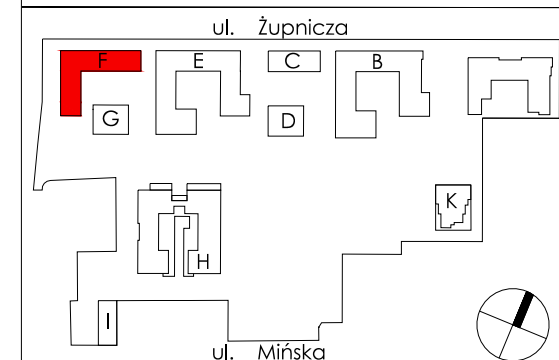 ul. Żupnicza
F E C B
G D
K
H
I
ul. Mińska